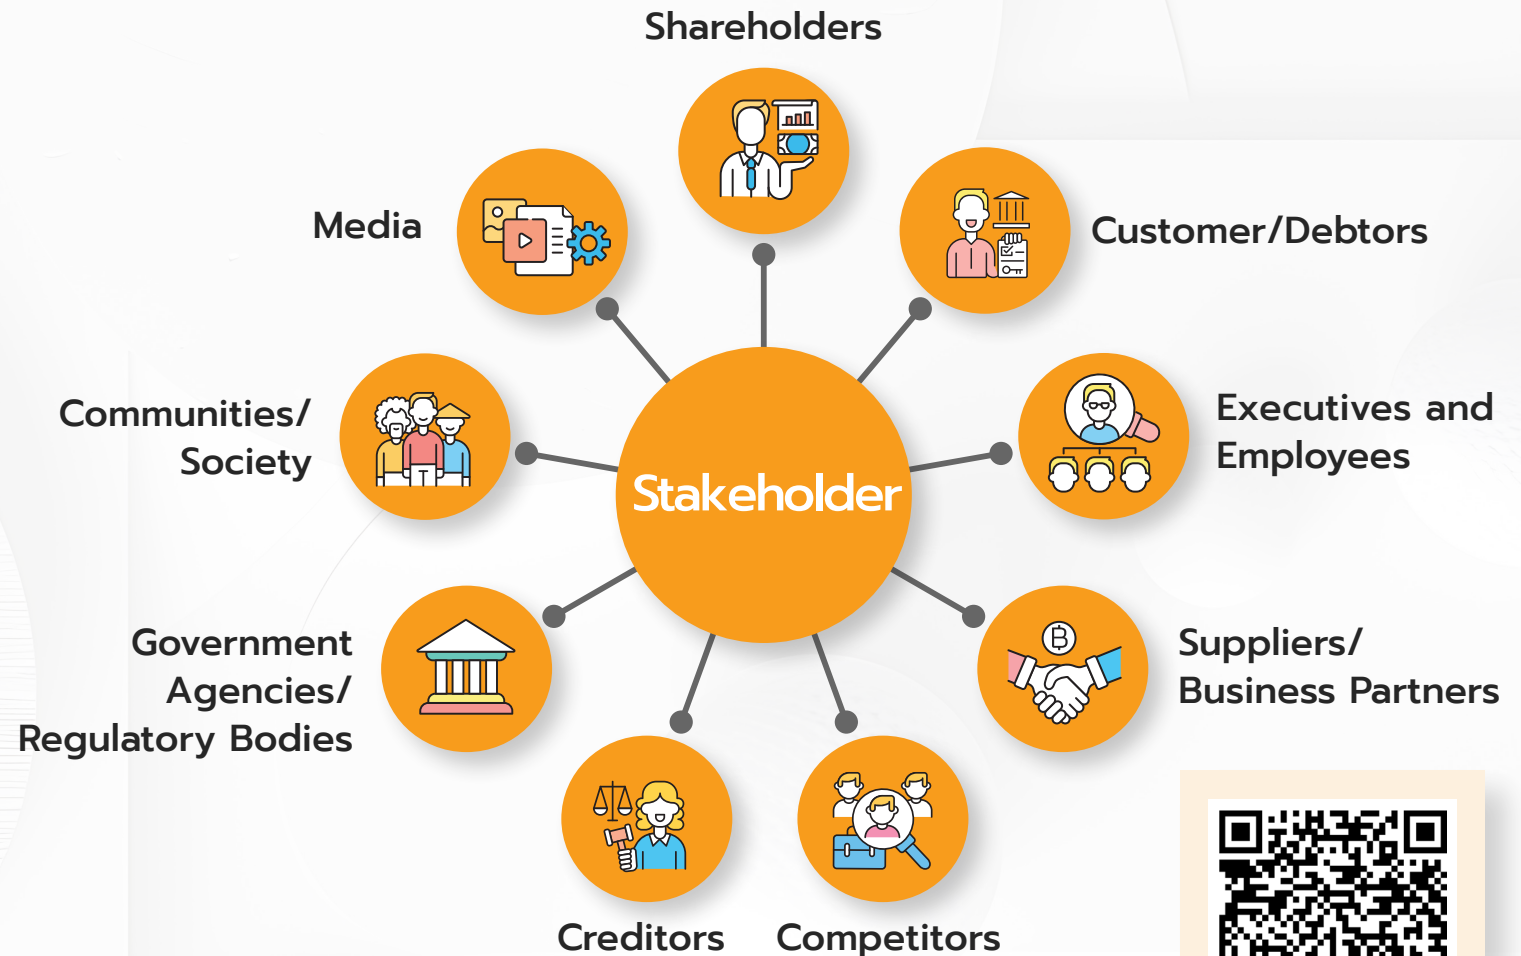 Shareholders
Media
Customer/Debtors
Communities/
Society
Executives and
Employees
Stakeholder
Government
Agencies/
Regulatory Bodies
Suppliers/
Business Partners
Creditors
Competitors